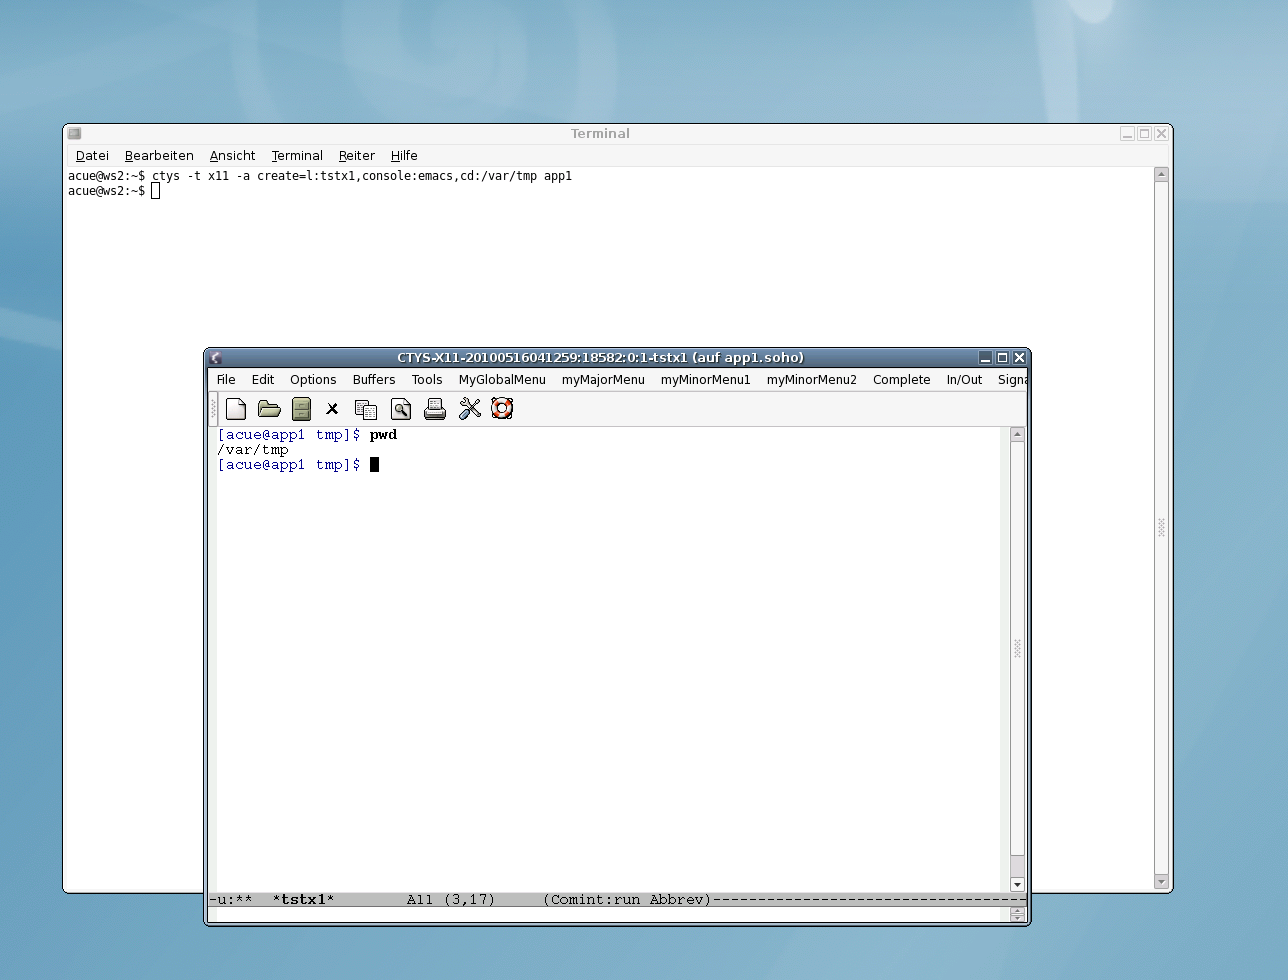 Terminal
Datei Bearbeiten Ansicht Terminal Reiter Hilfe
acue@ws2:~$ ctys -t x11 -a create=l:tstx1,console:emacs,cd:/var/tmp app1
acue@ws2:~$
CTYS-X11-20100516041259:18582:0:1-tstx1 (auf app1.soho)
File Edit Options Buffers Tools MyGlobalMenu myMajorMenu myMinorMenu1 myMinorMenu2 Complete In/Out Signa
[acue@app1 tmp]$ pwd
/var/tmp
[acue@app1 tmp]$
-u:** *tstx1* All (3,17) (Comint:run Abbrev)-----------------------------------